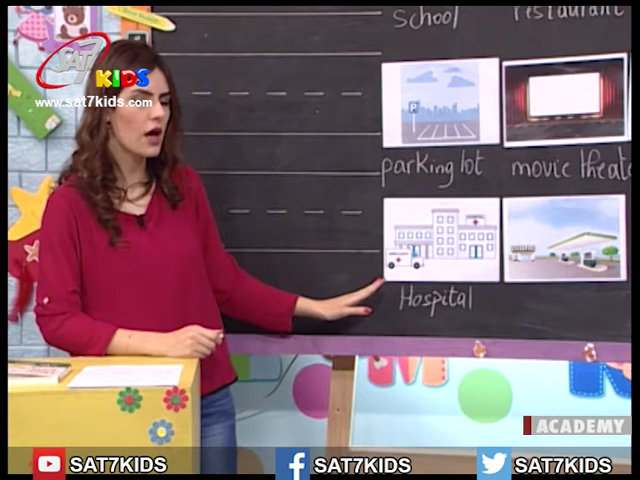 school
restaurant
SAT7
KIDS
www.sat7kids.com
parking lot
movie theate
Hospital
ACADEMY
SAT7KIDS
SAT7KIDS
SAT7KIDS